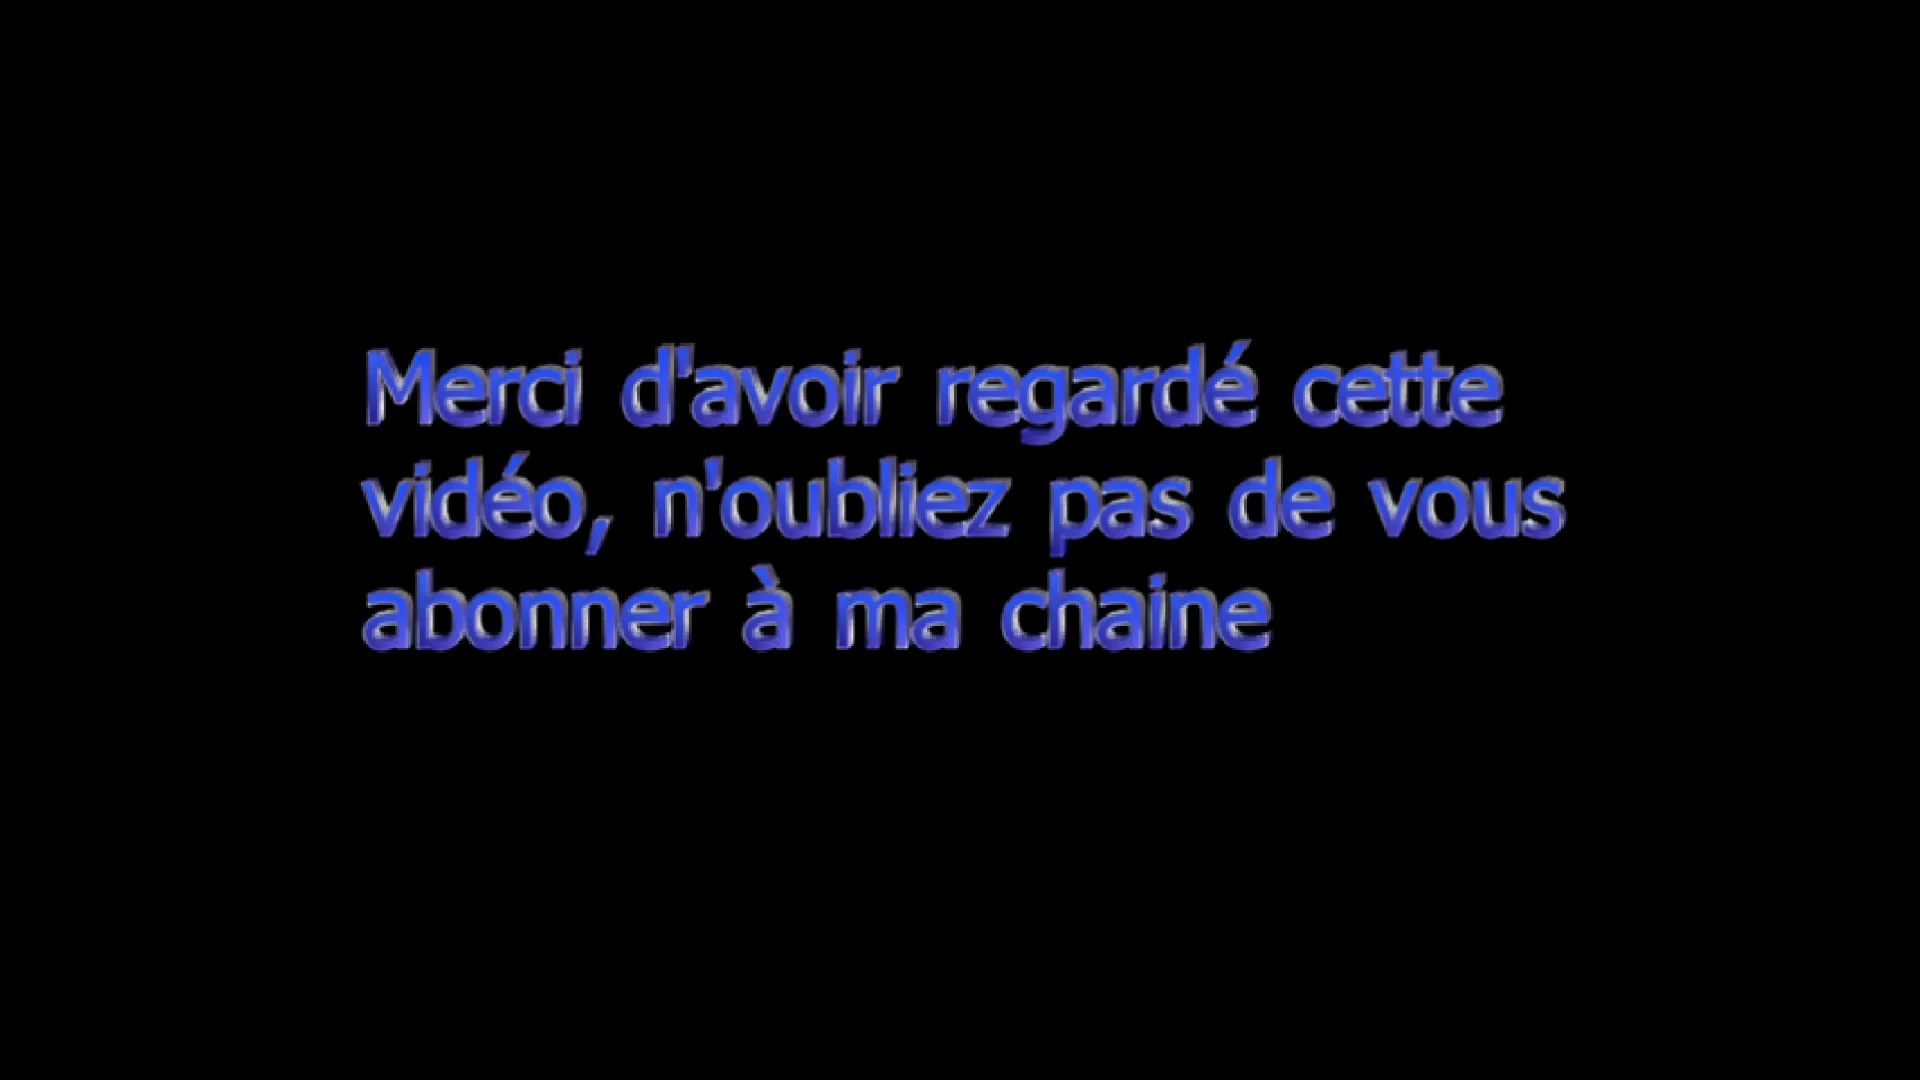 Merci d'avoir regardé cette
vidéo, n'oubliez pas de vous
abonner à ma chaine